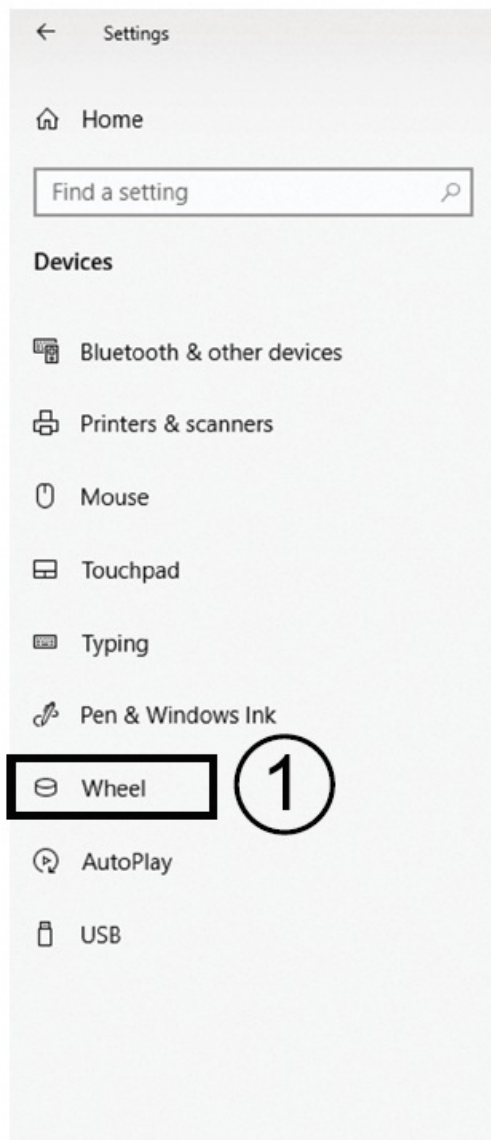 Settings
Home
Find a setting
Devices
Bluetooth & other devices
Printers & scanners
Mouse
Touchpad
Typing
Pen & Windows Ink
Wheel
1
AutoPlay
USB